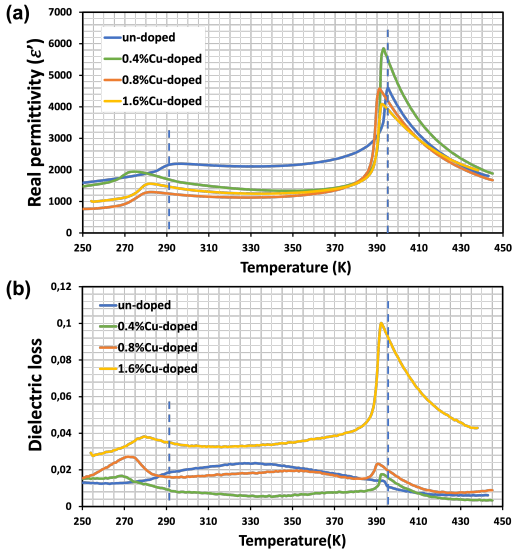 (a)
7000
6000
5000
4000
3000
2000
1000
0
Real permittivity (ε’)
un-doped
0.4%Cu-doped
0.8%Cu-doped
1.6%Cu-doped
250 270 290 310 330 350 370 390 410 430 450
Temperature (K)
(b)
0,12
0,1
0,08
0,06
0,04
0,02
0
Dielectric loss
un-doped
0.4%Cu-doped
0.8%Cu-doped
1.6%Cu-doped
250 270 290 310 330 350 370 390 410 430 450
Temperature(K)